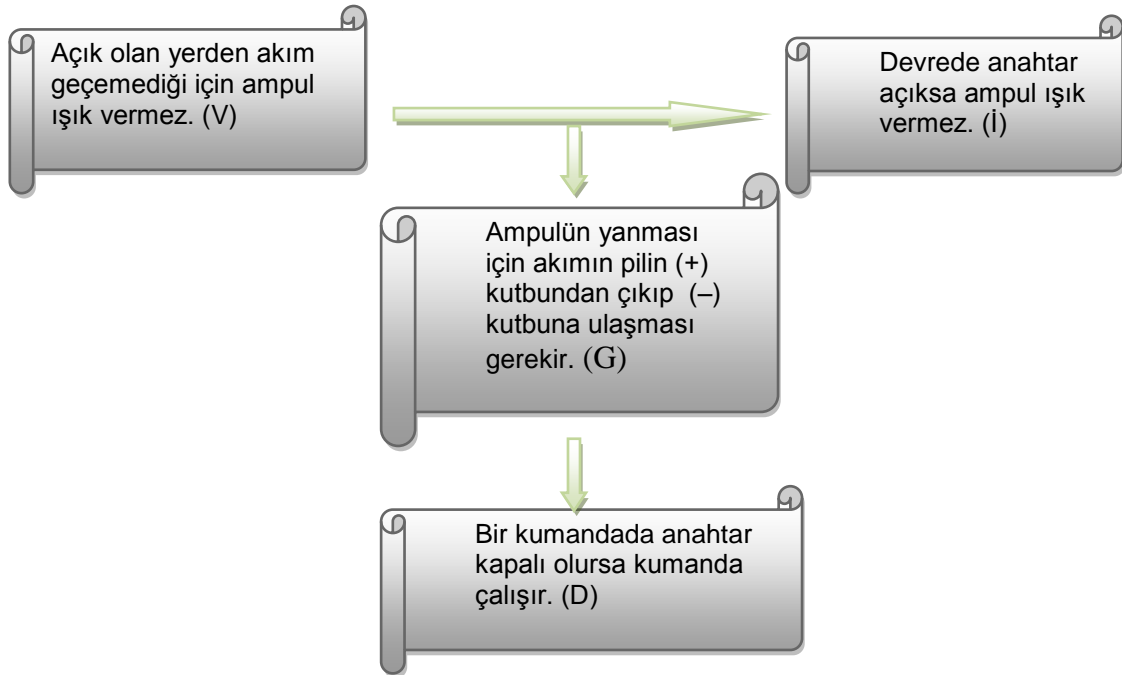 Açık olan yerden akım
geçemediği için ampul
ışık vermez. (V)
Devrede anahtar
açıksa ampul ışık
vermez. (İ)
Ampulün yanması
için akımın pilin (+)
kutbundan çıkıp (–)
kutbuna ulaşması
gerekir. (G)
Bir kumandada anahtar
kapalı olursa kumanda
çalışır. (D)